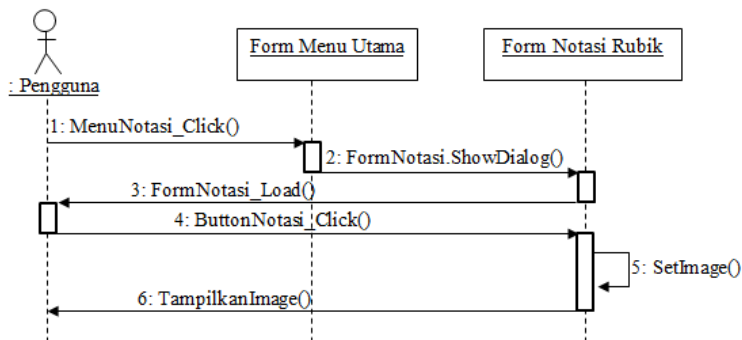 Form Menu Utama
Form Notasi Rubik
: Pengguna
1: MenuNotasi_Click()
2: FormNotasi.ShowDialog()
3: FormNotasi_Load()
4: ButtonNotasi_Click()
5: SetImage()
6: TampilkanImage()